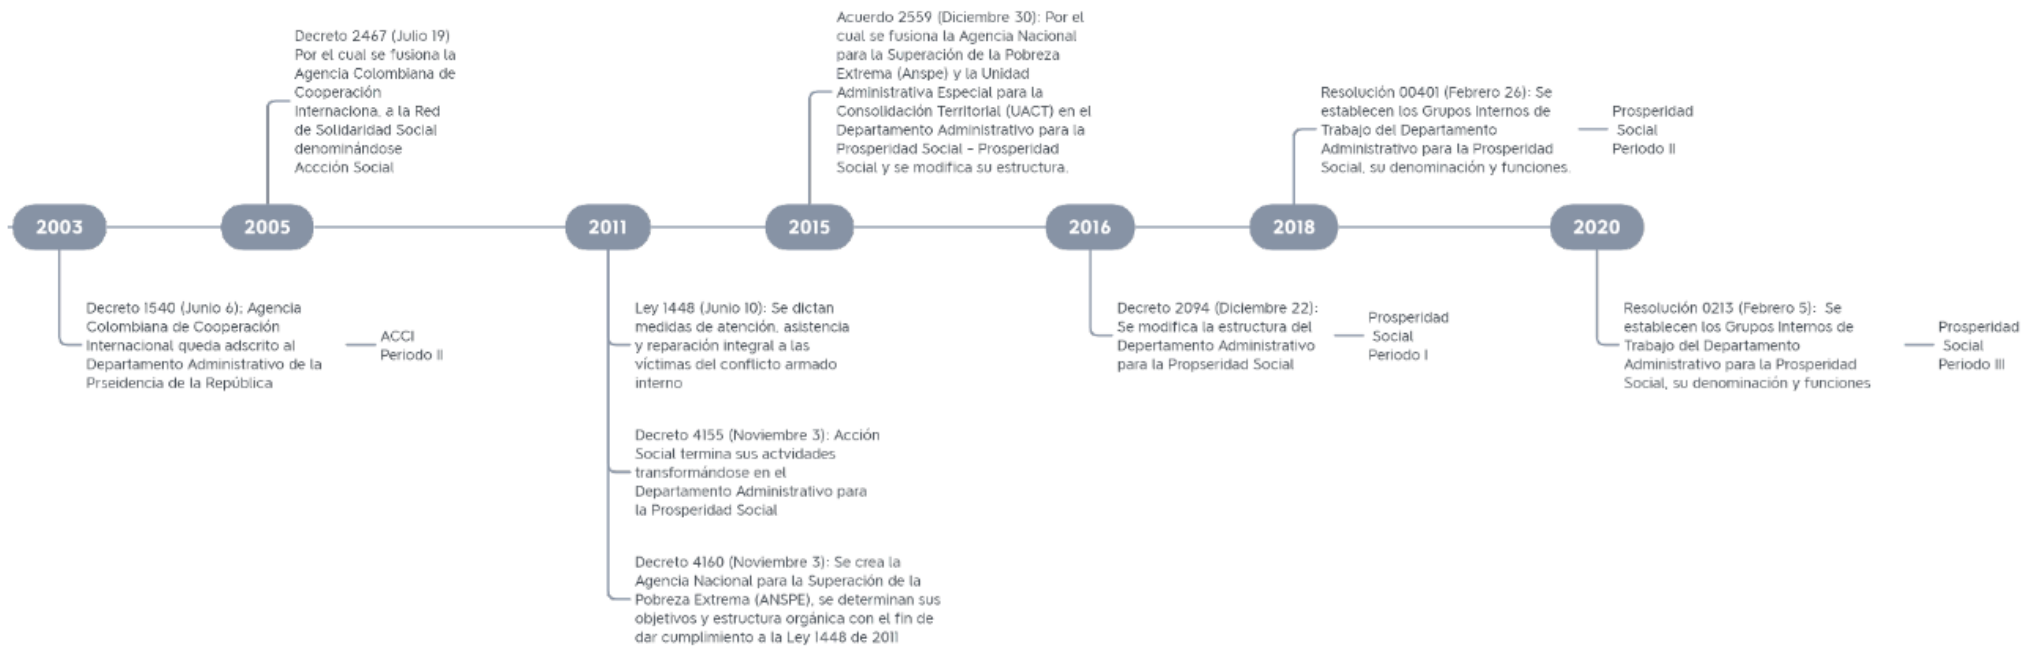 2003
Decreto 1540 (Junio 6); Agencia
Colombiana de Cooperación
Internacional queda adscrito al
Departamento Administrativo de la
Prseidencia de la República
ACCI
Periodo II
2005
Decreto 2467 (Julio 19)
Por el cual se fusiona la
Agencia Colombiana de
Cooperación
Internaciona, a la Red
de Solidaridad Social
denominándose
Accción Social
2011
Ley 1448 (Junio 10): Se dictan
medidas de atención, asistencia
y reparación integral a las
víctimas del conflicto armado
interno
Decreto 4155 (Noviembre 3): Acción
Social termina sus actvidades
transformándose en el
Departamento Administrativo para
la Prosperidad Social
Decreto 4160 (Noviembre 3): Se crea la
Agencia Nacional para la Superación de la
Pobreza Extrema (ANSPE), se determinan sus
objetivos y estructura orgánica con el fin de
dar cumplimiento a la Ley 1448 de 2011
2015
Acuerdo 2559 (Diciembre 30): Por el
cual se fusiona la Agencia Nacional
para la Superación de la Pobreza
Extrema (Anspe) y la Unidad
Administrativa Especial para la
Consolidación Territorial (UACT) en el
Departamento Administrativo para la
Prosperidad Social - Prosperidad
Social y se modifica su estructura.
2016
Decreto 2094 (Diciembre 22):
Se modifica la estructura del
Depertamento Administrativo
para la Propseridad Social
Prosperidad
Social
Periodo I
2018
Resolución 00401 (Febrero 26): Se
establecen los Grupos Internos de
Trabajo del Departamento
Administrativo para la Prosperidad
Social, su denominación y funciones.
Prosperidad
Social
Periodo II
2020
Resolución 0213 (Febrero 5): Se
establecen los Grupos Internos de
Trabajo del Departamento
Administrativo para la Prosperidad
Social, su denominación y funciones
Prosperidad
Social
Periodo III